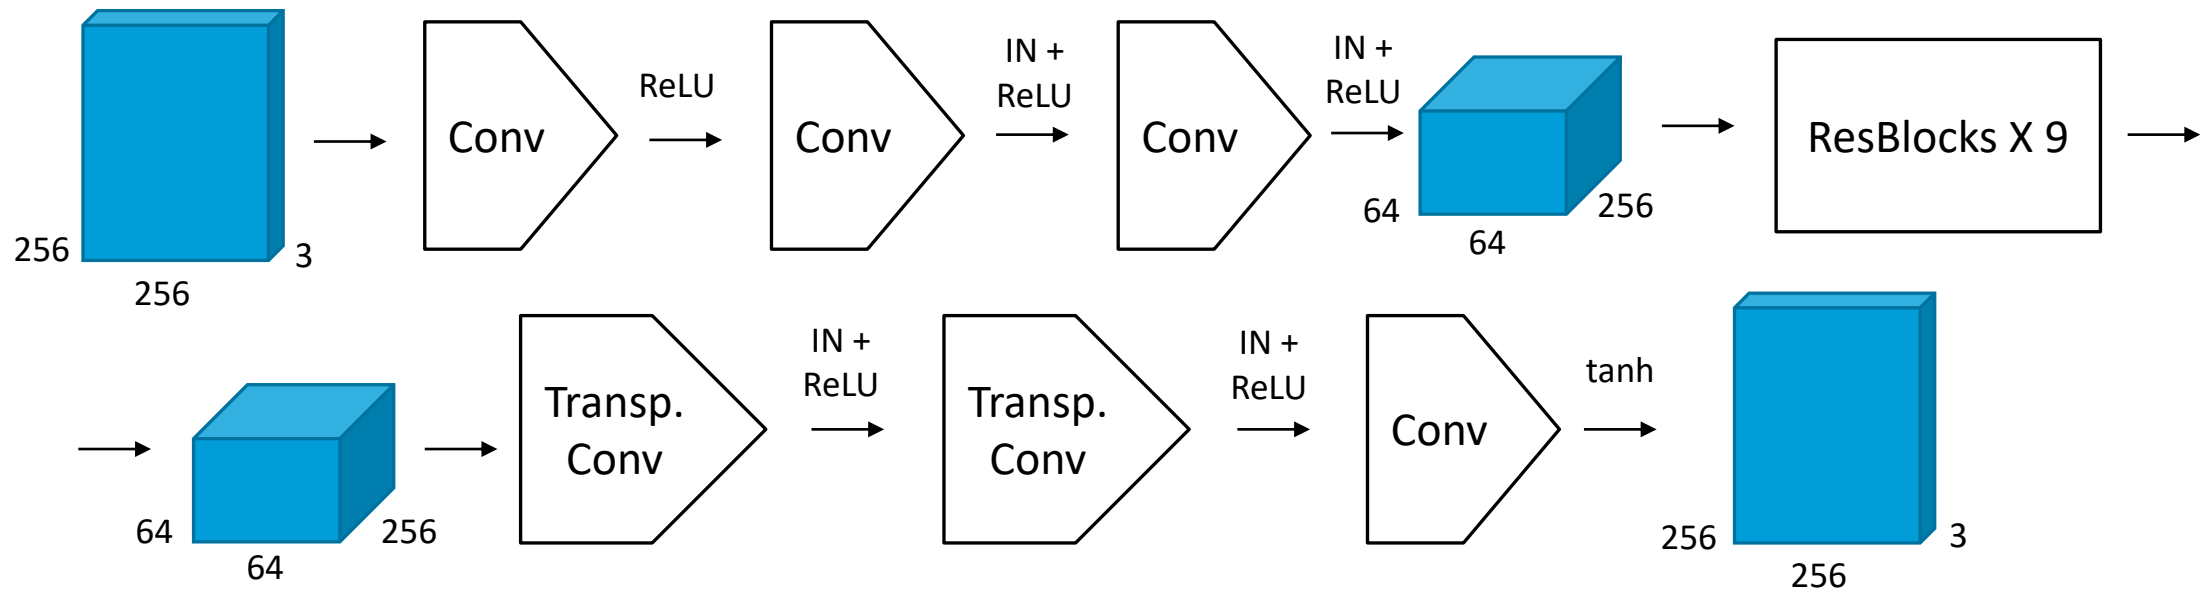 256
256
3
Conv
ReLU
Conv
IN +
ReLU
Conv
IN +
ReLU
64
64
256
ResBlocks X 9
64
64
256
Transp.
Conv
IN +
ReLU
Transp.
Conv
IN +
ReLU
Conv
tanh
256
256
3